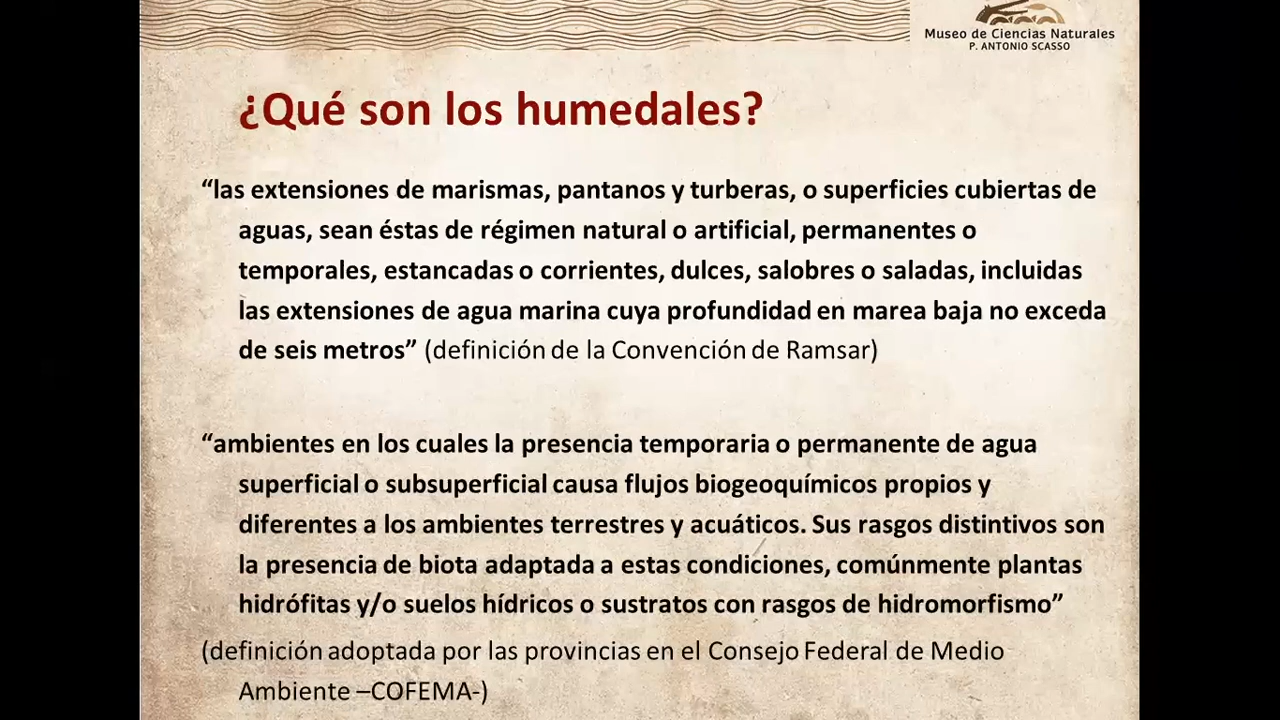 Museo de Ciencias Naturales
P. ANTONIO SCASSO
¿Qué son los humedales?
“las extensiones de marismas, pantanos y turberas, o superficies cubiertas de
aguas, sean éstas de régimen natural o artificial, permanentes o
temporales, estancadas o corrientes, dulces, salobres o saladas, incluidas
las extensiones de agua marina cuya profundidad en marea baja no exceda
de seis metros” (definición de la Convención de Ramsar)
“ambientes en los cuales la presencia temporaria o permanente de agua
superficial o subsuperficial causa flujos biogeoquímicos propios y
diferentes a los ambientes terrestres y acuáticos. Sus rasgos distintivos son
la presencia de biota adaptada a estas condiciones, comúnmente plantas
hidrófitas y/o suelos hídricos o sustratos con rasgos de hidromorfismo”
(definición adoptada por las provincias en el Consejo Federal de Medio
Ambiente –COFEMA-)